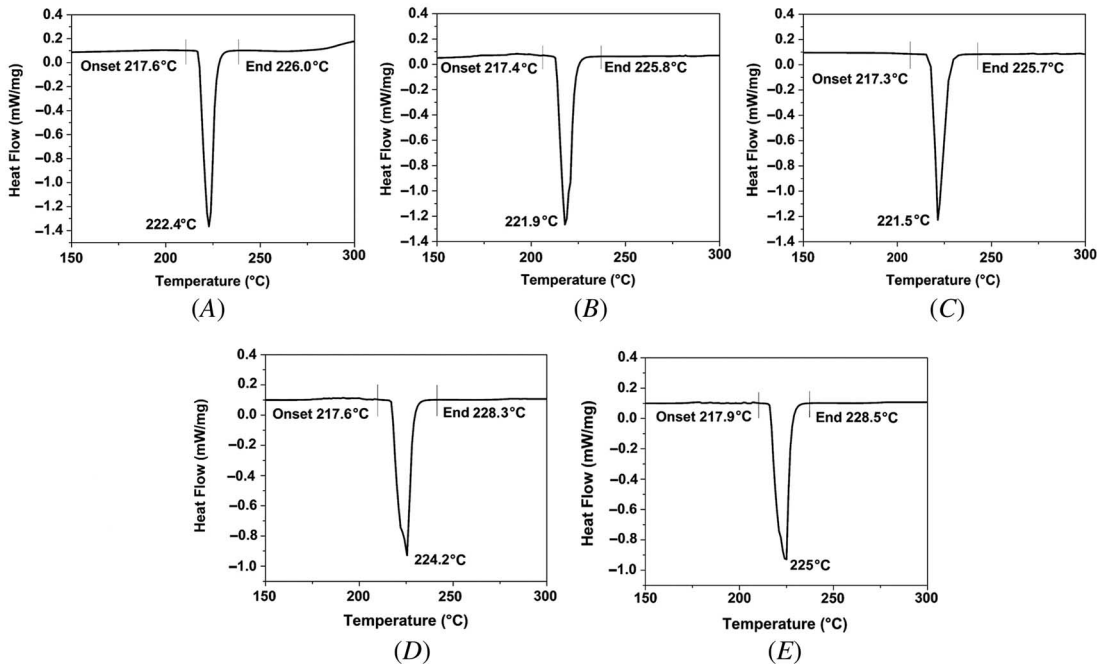 0.4
0.2
0.0
−0.2
−0.4
−0.6
−0.8
−1.0
−1.2
−1.4
Heat Flow (mW/mg)
Onset 217.6°C
End 226.0°C
222.4°C
150
200
250
300
Temperature (°C)
(A)
0.4
0.2
0.0
−0.2
−0.4
−0.6
−0.8
−1.0
−1.2
−1.4
Heat Flow (mW/mg)
Onset 217.4°C
End 225.8°C
221.9°C
150
200
250
300
Temperature (°C)
(B)
0.4
0.2
0.0
−0.2
−0.4
−0.6
−0.8
−1.0
−1.2
−1.4
Heat Flow (mW/mg)
Onset 217.3°C
End 225.7°C
221.5°C
150
200
250
300
Temperature (°C)
(C)
0.4
0.2
0.0
−0.2
−0.4
−0.6
−0.8
−1.0
Heat Flow (mW/mg)
Onset 217.6°C
End 228.3°C
224.2°C
150
200
250
300
Temperature (°C)
(D)
0.4
0.2
0.0
−0.2
−0.4
−0.6
−0.8
−1.0
Heat Flow (mW/mg)
Onset 217.9°C
End 228.5°C
225°C
150
200
250
300
Temperature (°C)
(E)